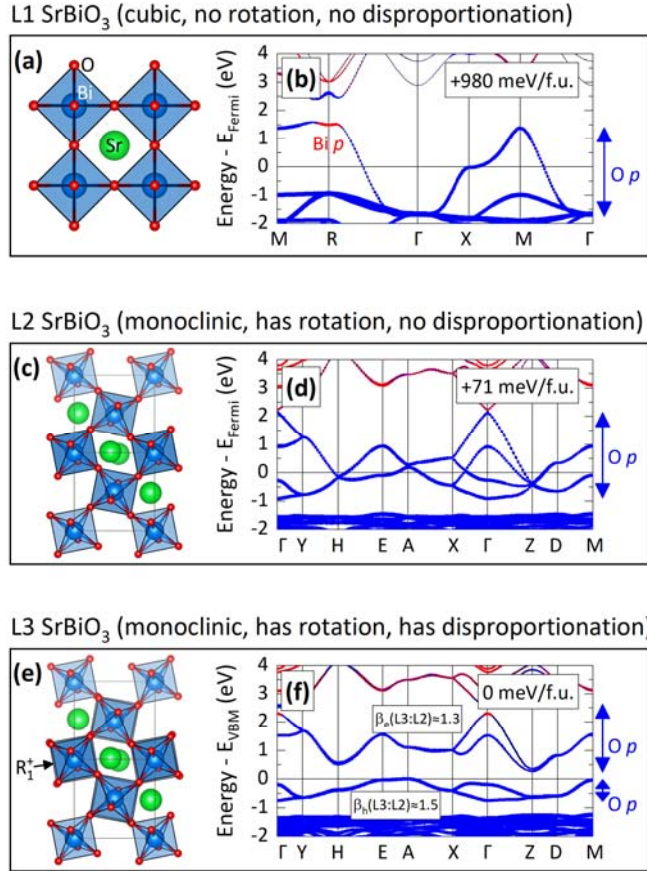 L1 SrBiO₃ (cubic, no rotation, no disproportionation)
(a)
O
Bi
Sr
(b)
+980 meV/f.u.
Energy - E_Fermi (eV)
4
3
2
1
0
-1
-2
Bi p
O p
M R Γ X M Γ
L2 SrBiO₃ (monoclinic, has rotation, no disproportionation)
(c)
(d)
+71 meV/f.u.
Energy - E_Fermi (eV)
4
3
2
1
0
-1
-2
O p
Γ Y H E A X Γ Z D M
L3 SrBiO₃ (monoclinic, has rotation, has disproportionation)
(e)
R₁⁺
(f)
0 meV/f.u.
Energy - E_VBM (eV)
4
3
2
1
0
-1
-2
βₑ(L3:L2)≈1.3
βₕ(L3:L2)≈1.5
O p
O p
Γ Y H E A X Γ Z D M